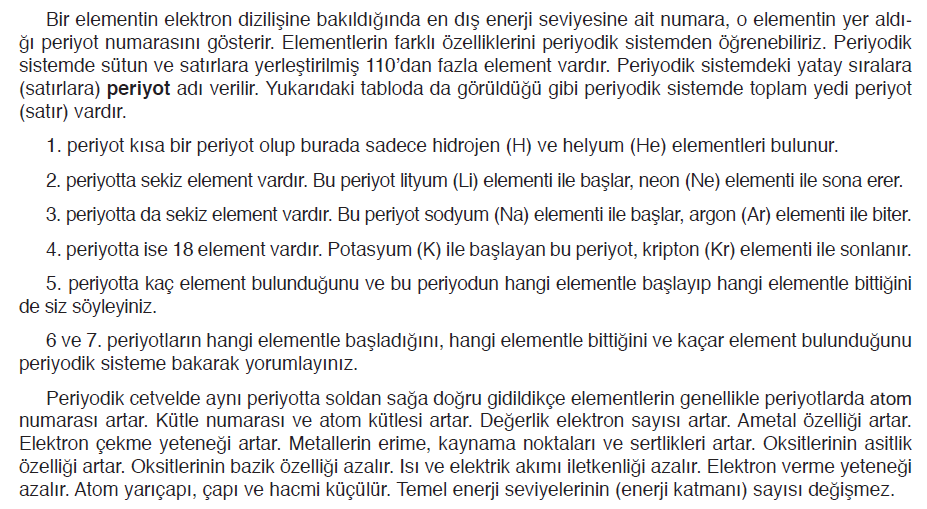 Bir elementin elektron dizilişine bakıldığında en dış enerji seviyesine ait numara, o elementin yer aldı-
ğı periyot numarasını gösterir. Elementlerin farklı özelliklerini periyodik sistemden öğrenebiliriz. Periyodik
sistemde sütun ve satırlara yerleştirilmiş 110’dan fazla element vardır. Periyodik sistemdeki yatay sıralara
(satırlara) periyot adı verilir. Yukarıdaki tabloda da görüldüğü gibi periyodik sistemde toplam yedi periyot
(satır) vardır.
1. periyot kısa bir periyot olup burada sadece hidrojen (H) ve helyum (He) elementleri bulunur.
2. periyotta sekiz element vardır. Bu periyot lityum (Li) elementi ile başlar, neon (Ne) elementi ile sona erer.
3. periyotta da sekiz element vardır. Bu periyot sodyum (Na) elementi ile başlar, argon (Ar) elementi ile biter.
4. periyotta ise 18 element vardır. Potasyum (K) ile başlayan bu periyot, kripton (Kr) elementi ile sonlanır.
5. periyotta kaç element bulunduğunu ve bu periyodun hangi elementle başlayıp hangi elementle bittiğini
de siz söyleyiniz.
6 ve 7. periyotların hangi elementle başladığını, hangi elementle bittiğini ve kaçar element bulunduğunu
periyodik sisteme bakarak yorumlayınız.
Periyodik cetvelde aynı periyotta soldan sağa doğru gidildikçe elementlerin genellikle periyotlarda atom
numarası artar. Kütle numarası ve atom kütlesi artar. Değerlik elektron sayısı artar. Ametal özelliği artar.
Elektron çekme yeteneği artar. Metallerin erime, kaynama noktaları ve sertlikleri artar. Oksitlerinin asitlik
özelliği artar. Oksitlerinin bazik özelliği azalır. Isı ve elektrik akımı iletkenliği azalır. Elektron verme yeteneği
azalır. Atom yarıçapı, çapı ve hacmi küçülür. Temel enerji seviyelerinin (enerji katmanı) sayısı değişmez.